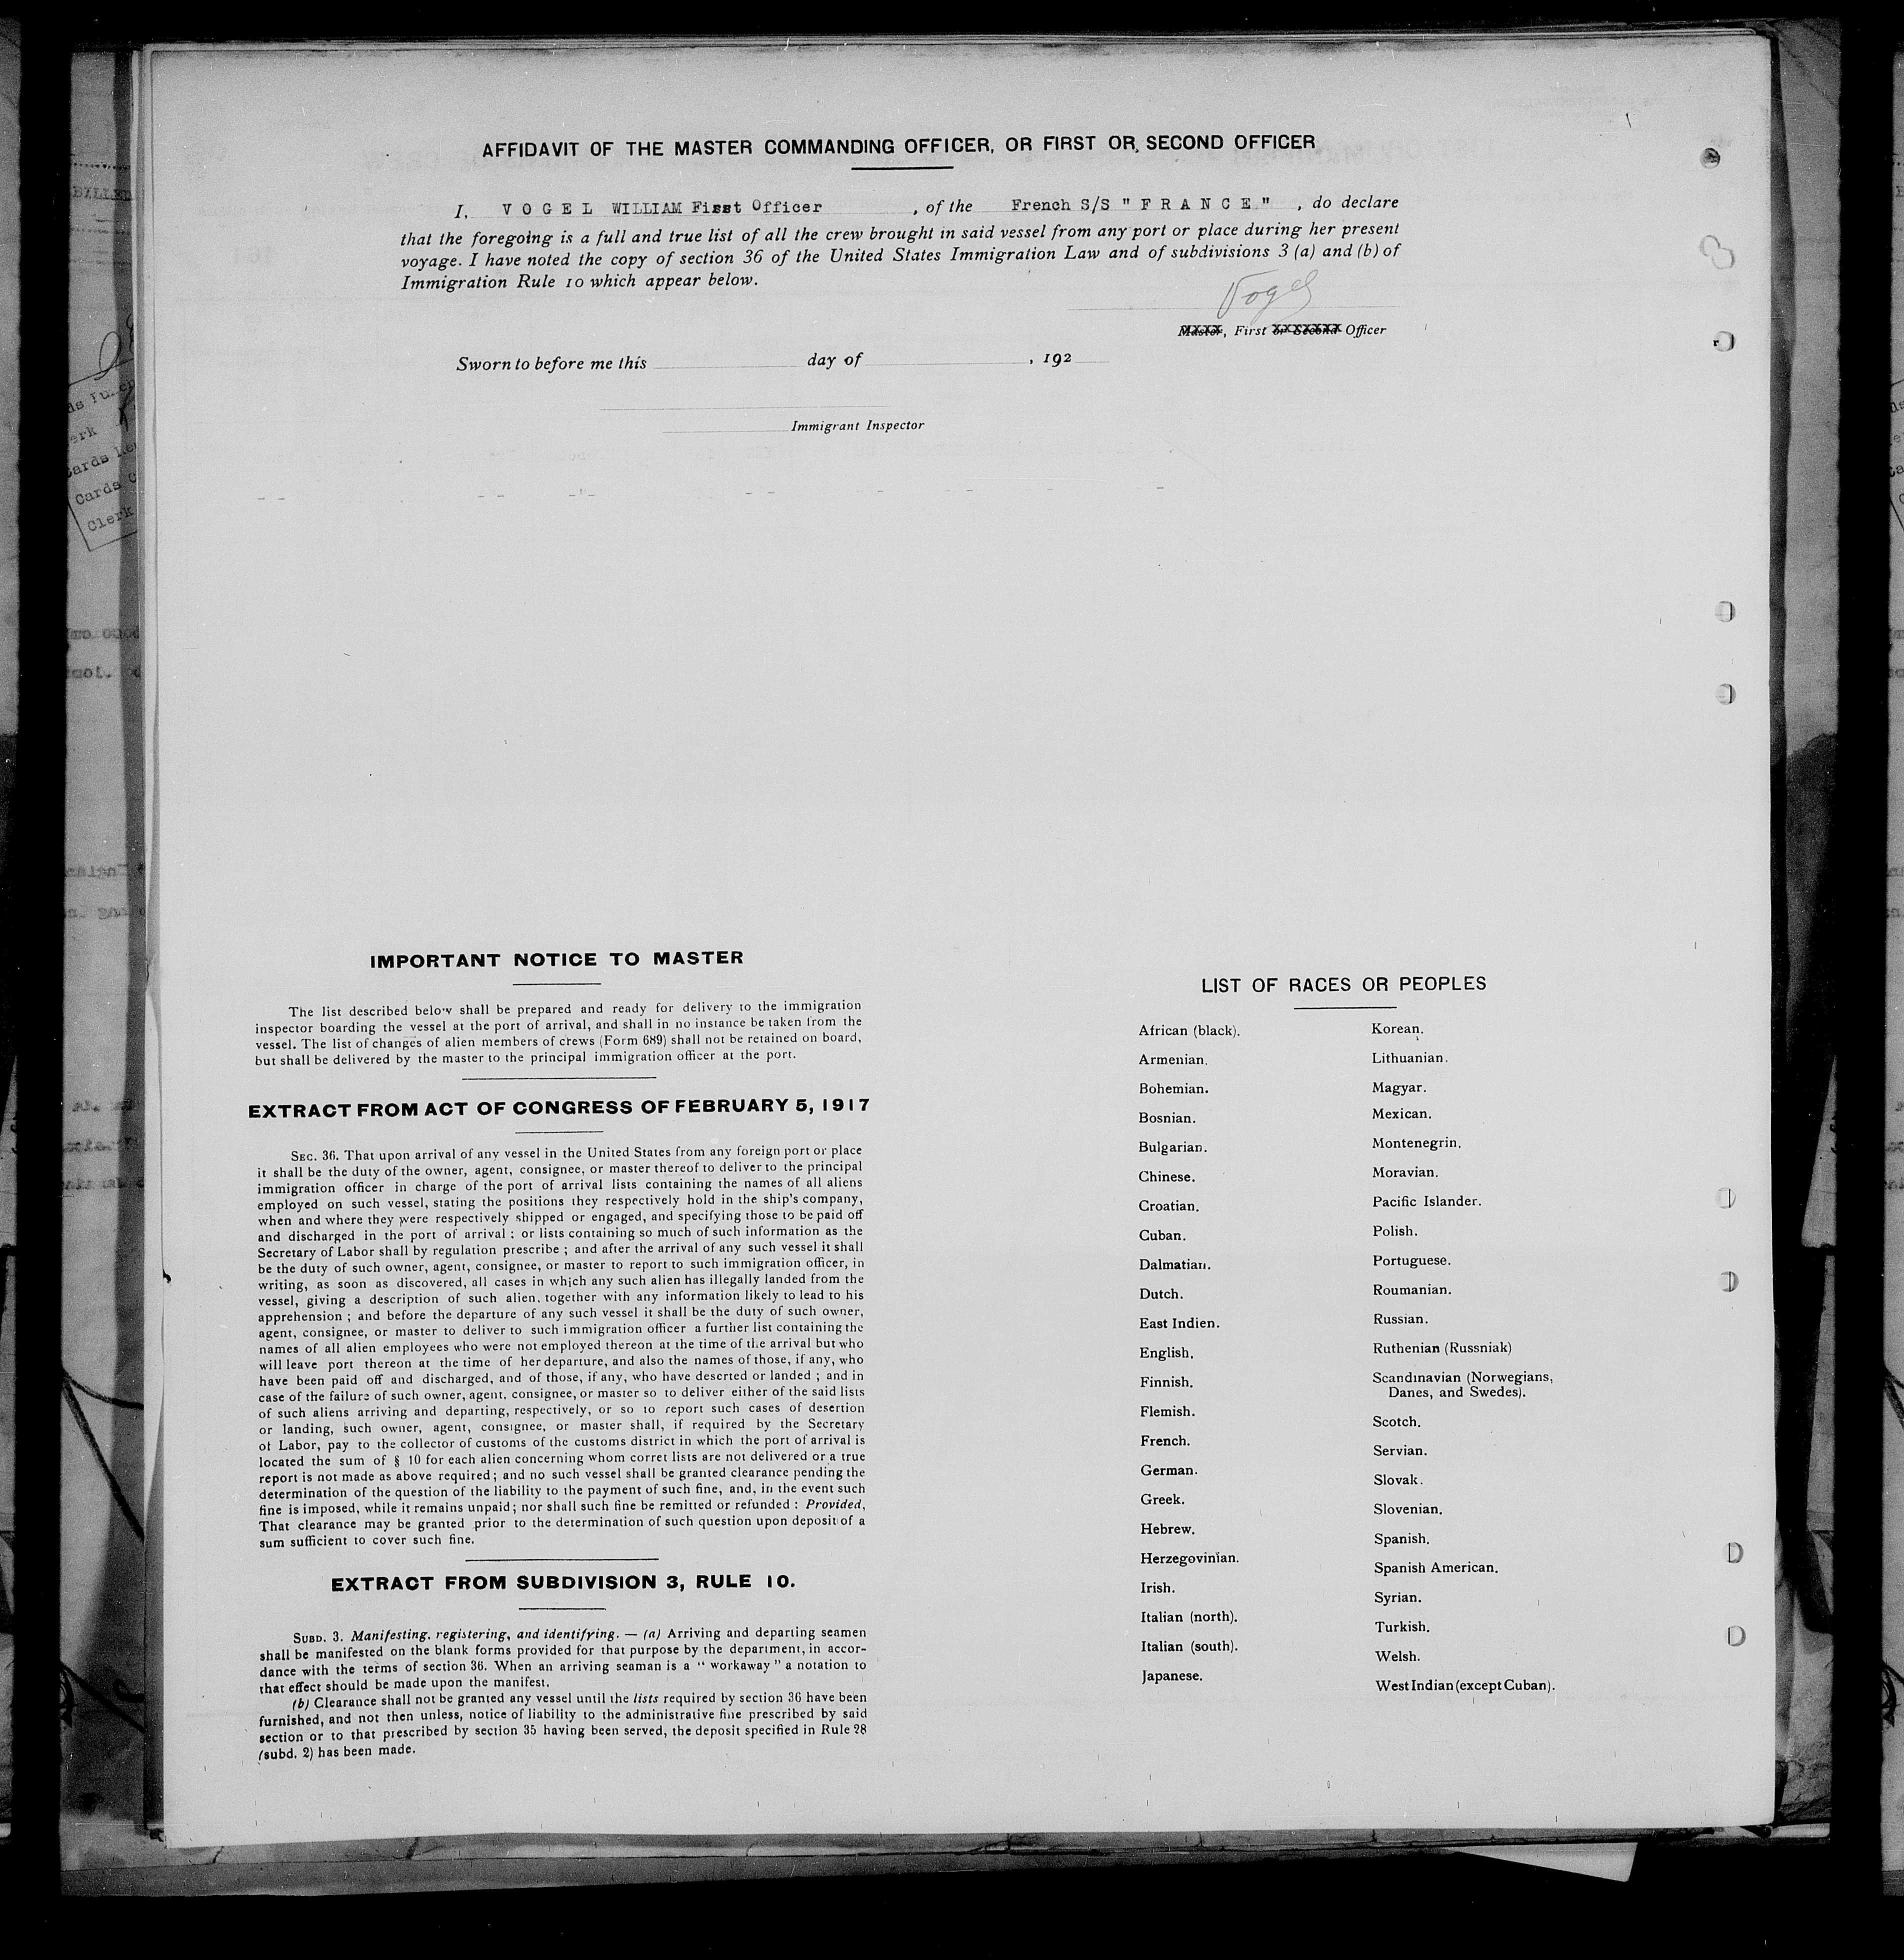 AFFIDAVIT OF THE MASTER COMMANDING OFFICER, OR FIRST OR SECOND OFFICER
I, VOGEL WILLIAM First Officer , of the French S/S " FRANCE " , do declare
that the foregoing is a full and true list of all the crew brought in said vessel from any port or place during her present
voyage. I have noted the copy of section 36 of the United States Immigration Law and of subdivisions 3 (a) and (b) of
Immigration Rule 10 which appear below.
Vogel
Master, First or Second Officer
Sworn to before me this day of , 192
Immigrant Inspector
IMPORTANT NOTICE TO MASTER
The list described below shall be prepared and ready for delivery to the immigration
inspector boarding the vessel at the port of arrival, and shall in no instance be taken from the
vessel. The list of changes of alien members of crews (Form 689) shall not be retained on board,
but shall be delivered by the master to the principal immigration officer at the port.
EXTRACT FROM ACT OF CONGRESS OF FEBRUARY 5, 1917
SEC. 36. That upon arrival of any vessel in the United States from any foreign port or place
it shall be the duty of the owner, agent, consignee, or master thereof to deliver to the principal
immigration officer in charge of the port of arrival lists containing the names of all aliens
employed on such vessel, stating the positions they respectively hold in the ship's company,
when and where they were respectively shipped or engaged, and specifying those to be paid off
and discharged in the port of arrival ; or lists containing so much of such information as the
Secretary of Labor shall by regulation prescribe ; and after the arrival of any such vessel it shall
be the duty of such owner, agent, consignee, or master to report to such immigration officer, in
writing, as soon as discovered, all cases in which any such alien has illegally landed from the
vessel, giving a description of such alien, together with any information likely to lead to his
apprehension ; and before the departure of any such vessel it shall be the duty of such owner,
agent, consignee, or master to deliver to such immigration officer a further list containing the
names of all alien employees who were not employed thereon at the time of the arrival but who
will leave port thereon at the time of her departure, and also the names of those, if any, who
have been paid off and discharged, and of those, if any, who have deserted or landed ; and in
case of the failure of such owner, agent, consignee, or master so to deliver either of the said lists
of such aliens arriving and departing, respectively, or so to report such cases of desertion
or landing, such owner, agent, consignee, or master shall, if required by the Secretary
of Labor, pay to the collector of customs of the customs district in which the port of arrival is
located the sum of § 10 for each alien concerning whom corret lists are not delivered or a true
report is not made as above required ; and no such vessel shall be granted clearance pending the
determination of the question of the liability to the payment of such fine, and, in the event such
fine is imposed, while it remains unpaid ; nor shall such fine be remitted or refunded : Provided,
That clearance may be granted prior to the determination of such question upon deposit of a
sum sufficient to cover such fine.
EXTRACT FROM SUBDIVISION 3, RULE 10.
SUBD. 3. Manifesting, registering, and identifying. — (a) Arriving and departing seamen
shall be manifested on the blank forms provided for that purpose by the department, in accor-
dance with the terms of section 36. When an arriving seaman is a " workaway " a notation to
that effect should be made upon the manifest.
(b) Clearance shall not be granted any vessel until the lists required by section 36 have been
furnished, and not then unless, notice of liability to the administrative fine prescribed by said
section or to that prescribed by section 35 having been served, the deposit specified in Rule 28
(subd. 2) has been made.
LIST OF RACES OR PEOPLES
African (black).
Armenian.
Bohemian.
Bosnian.
Bulgarian.
Chinese.
Croatian.
Cuban.
Dalmatian.
Dutch.
East Indien.
English.
Finnish.
Flemish.
French.
German.
Greek.
Hebrew.
Herzegovinian.
Irish.
Italian (north).
Italian (south).
Japanese.
Korean.
Lithuanian.
Magyar.
Mexican.
Montenegrin.
Moravian.
Pacific Islander.
Polish.
Portuguese.
Roumanian.
Russian.
Ruthenian (Russniak)
Scandinavian (Norwegians,
Danes, and Swedes).
Scotch.
Servian.
Slovak.
Slovenian.
Spanish.
Spanish American.
Syrian.
Turkish.
Welsh.
West Indian (except Cuban).